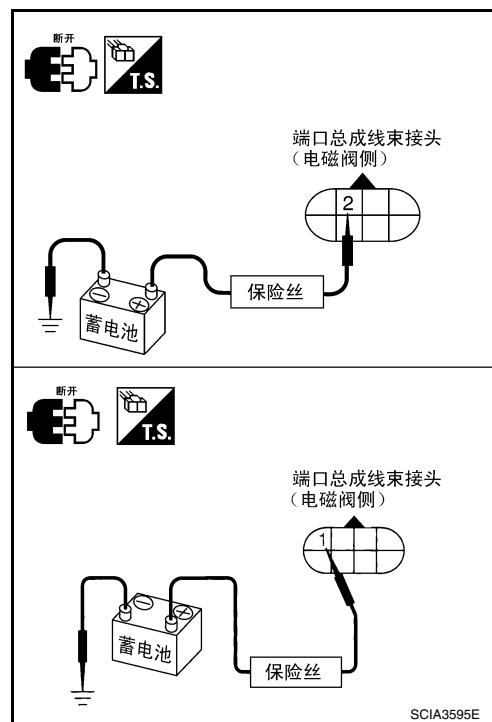 断开
T.S.
端口总成线束接头
（电磁阀侧）
2
保险丝
蓄电池
断开
T.S.
端口总成线束接头
（电磁阀侧）
1
蓄电池
保险丝
SCIA3595E